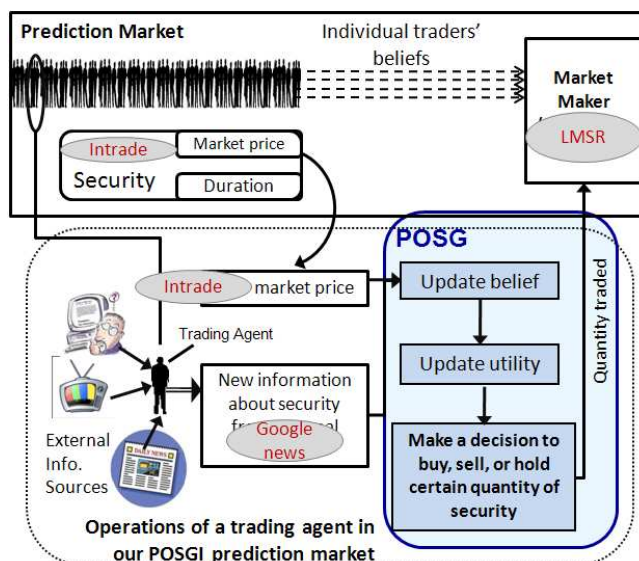 Prediction Market
Individual traders'
beliefs
Market
Maker
LMSR
Intrade
Market price
Security
Duration
POSG
Intrade
market price
Update belief
Quantity traded
Trading Agent
Update utility
New information
about security
Google
news
External
Info.
Sources
DAILY NEWS
Make a decision to
buy, sell, or hold
certain quantity of
security
Operations of a trading agent in
our POSGI prediction market